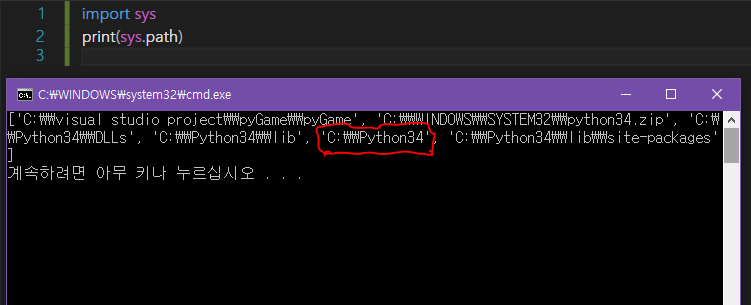 1 import sys
2 print(sys.path)
3
C:₩WINDOWS₩system32₩cmd.exe
['C:₩₩visual studio project₩₩pyGame₩₩pyGame', 'C:₩₩WINDOWS₩₩SYSTEM32₩₩python34.zip', 'C:₩
₩Python34₩₩DLLs', 'C:₩₩Python34₩₩lib', 'C:₩₩Python34', 'C:₩₩Python34₩₩lib₩₩site-packages'
]
계속하려면 아무 키나 누르십시오 . . .